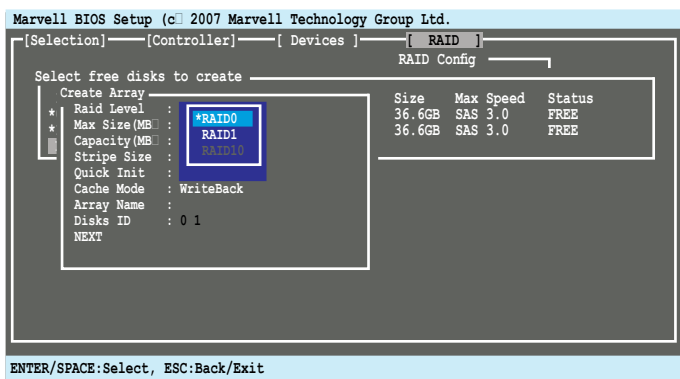 Marvell BIOS Setup (c□ 2007 Marvell Technology Group Ltd.
[Selection] [Controller] [ Devices ] [ RAID ]
RAID Config
Select free disks to create
Create Array
Size Max Speed Status
* Raid Level : *RAID0 36.6GB SAS 3.0 FREE
* Max Size(MB□ : RAID1 36.6GB SAS 3.0 FREE
Capacity(MB□ : RAID10
Stripe Size :
Quick Init :
Cache Mode : WriteBack
Array Name :
Disks ID : 0 1
NEXT
ENTER/SPACE:Select, ESC:Back/Exit